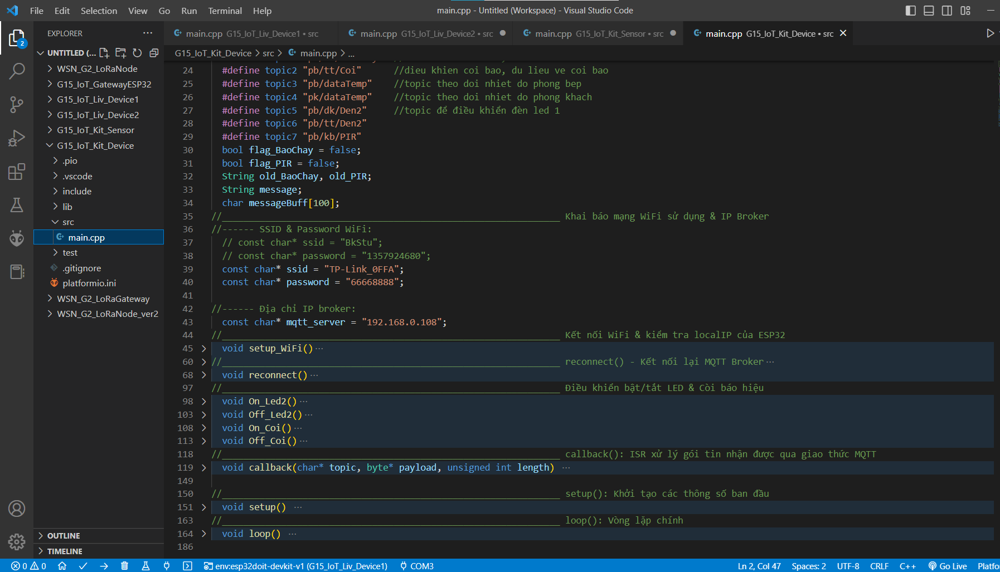 File Edit Selection View Go Run Terminal Help
main.cpp - Untitled (Workspace) - Visual Studio Code
EXPLORER ···
2
UNTITLED (...
WSN_G2_LoRaNode
G15_IoT_GatewayESP32
G15_IoT_Liv_Device1
G15_IoT_Liv_Device2
G15_IoT_Kit_Sensor
G15_IoT_Kit_Device
.pio
.vscode
include
lib
src
main.cpp
test
.gitignore
platformio.ini
WSN_G2_LoRaGateway
WSN_G2_LoRaNode_ver2
OUTLINE
TIMELINE
main.cpp G15_IoT_Liv_Device1 • src
main.cpp G15_IoT_Liv_Device2 • src
main.cpp G15_IoT_Kit_Sensor • src
main.cpp G15_IoT_Kit_Device • src
G15_IoT_Kit_Device > src > main.cpp > ...
24 #define topic2 "pb/tt/Coi" //dieu khien coi bao, du lieu ve coi bao
25 #define topic3 "pb/dataTemp" //topic theo doi nhiet do phong bep
26 #define topic4 "pk/dataTemp" //topic theo doi nhiet do phong khach
27 #define topic5 "pb/dk/Den2" //topic để điều khiển đèn led 1
28 #define topic6 "pb/tt/Den2"
29 #define topic7 "pb/kb/PIR"
30 bool flag_BaoChay = false;
31 bool flag_PIR = false;
32 String old_BaoChay, old_PIR;
33 String message;
34 char messageBuff[100];
35 //_______________________________________________________________ Khai báo mạng WiFi sử dụng & IP Broker
36 //------ SSID & Password WiFi:
37 // const char* ssid = "BkStu";
38 // const char* password = "1357924680";
39 const char* ssid = "TP-Link_0FFA";
40 const char* password = "66668888";
41
42 //------ Địa chỉ IP broker:
43 const char* mqtt_server = "192.168.0.108";
44 //_______________________________________________________________ Kết nối WiFi & kiểm tra localIP của ESP32
45 void setup_WiFi()···
60 //_______________________________________________________________ reconnect() - Kết nối lại MQTT Broker···
68 void reconnect()···
97 //_______________________________________________________________ Điều khiển bật/tắt LED & Còi báo hiệu
98 void On_Led2()···
103 void Off_Led2()···
108 void On_Coi()···
113 void Off_Coi()···
118 //_______________________________________________________________ callback(): ISR xử lý gói tin nhận được qua giao thức MQTT
119 void callback(char* topic, byte* payload, unsigned int length) ···
149
150 //_______________________________________________________________ setup(): Khởi tạo các thông số ban đầu
151 void setup() ···
163 //_______________________________________________________________ loop(): Vòng lặp chính
164 void loop() ···
186
0 0 env:esp32doit-devkit-v1 (G15_IoT_Liv_Device1) COM3 Ln 2, Col 47 Spaces: 2 UTF-8 CRLF C++ Go Live Platfo